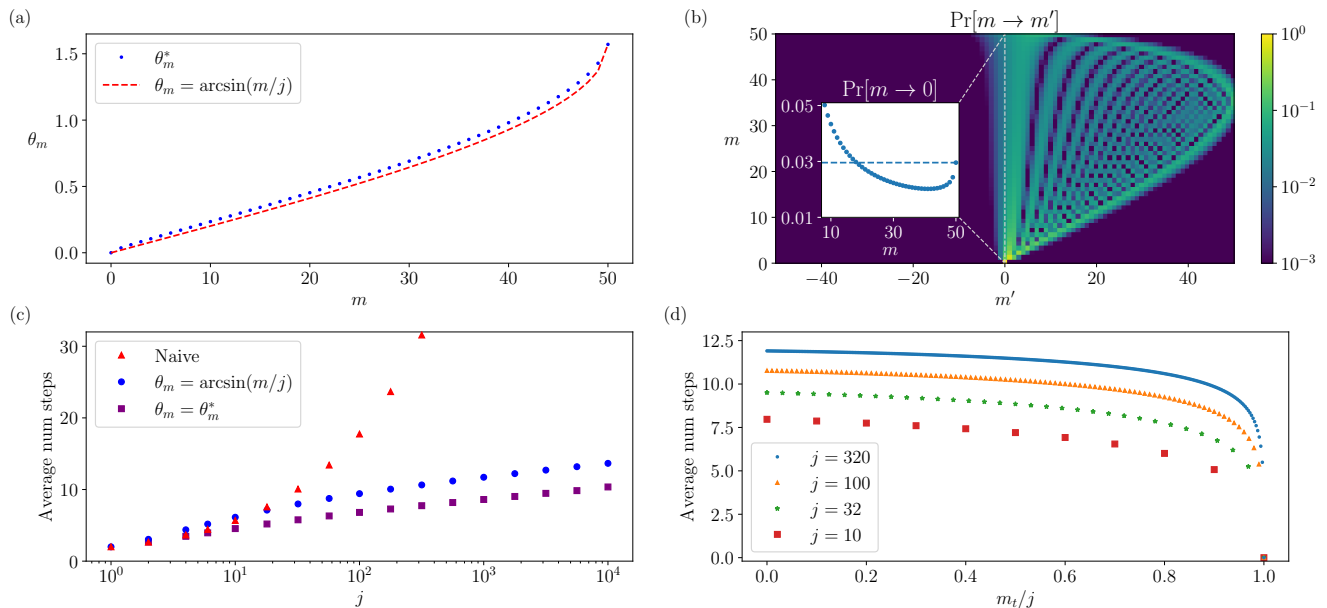 (a)
1.5
1.0
0.5
0.0
θ_m
θ*_m
θ_m = arcsin(m/j)
0 10 20 30 40 50
m
(b)
Pr[m → m′]
50
40
30
20
10
0
m
Pr[m → 0]
0.05
0.03
0.01
10 30 50
m
−40 −20 0 20 40
m′
10^0
10^−1
10^−2
10^−3
(c)
30
20
10
0
Average num steps
Naive
θ_m = arcsin(m/j)
θ_m = θ*_m
10^0 10^1 10^2 10^3 10^4
j
(d)
12.5
10.0
7.5
5.0
2.5
0.0
Average num steps
j = 320
j = 100
j = 32
j = 10
0.0 0.2 0.4 0.6 0.8 1.0
m_t/j